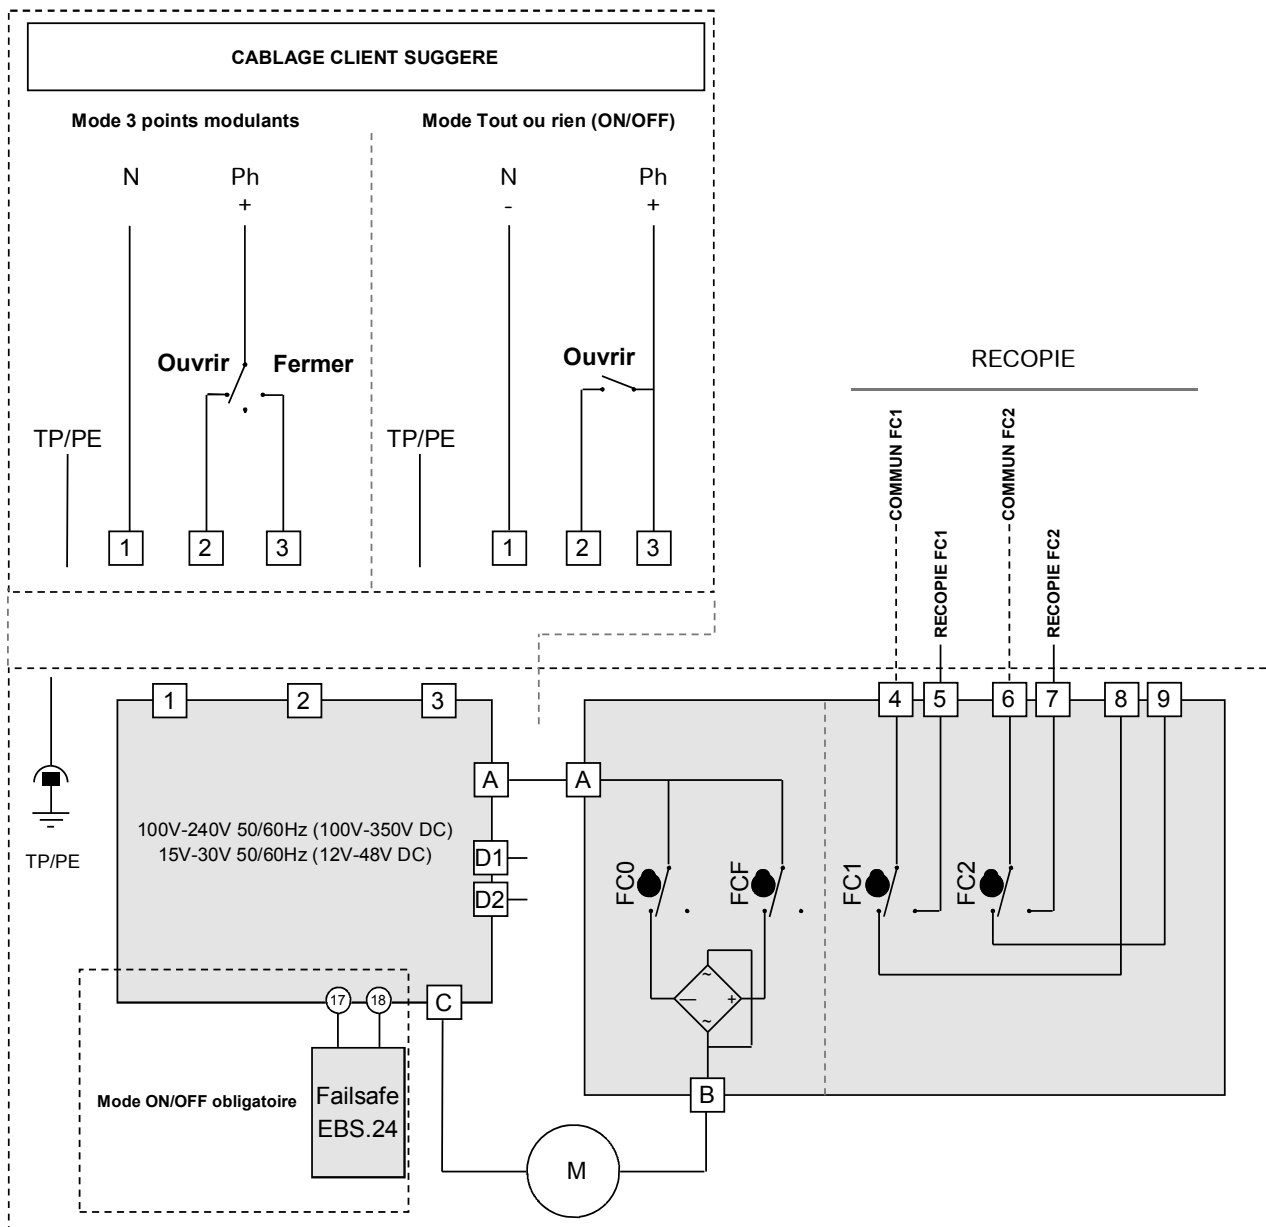 CABLAGE CLIENT SUGGERE
Mode 3 points modulants
Mode Tout ou rien (ON/OFF)
N
Ph
+
N
-
Ph
+
Ouvrir
Fermer
Ouvrir
TP/PE
TP/PE
1
2
3
1
2
3
RECOPIE
COMMUN FC1
RECOPIE FC1
COMMUN FC2
RECOPIE FC2
1
2
3
4
5
6
7
8
9
A
A
100V-240V 50/60Hz (100V-350V DC)
15V-30V 50/60Hz (12V-48V DC)
D1
D2
TP/PE
FC0
FCF
FC1
FC2
~
—
+
~
17
18
C
B
Mode ON/OFF obligatoire
Failsafe
EBS.24
M